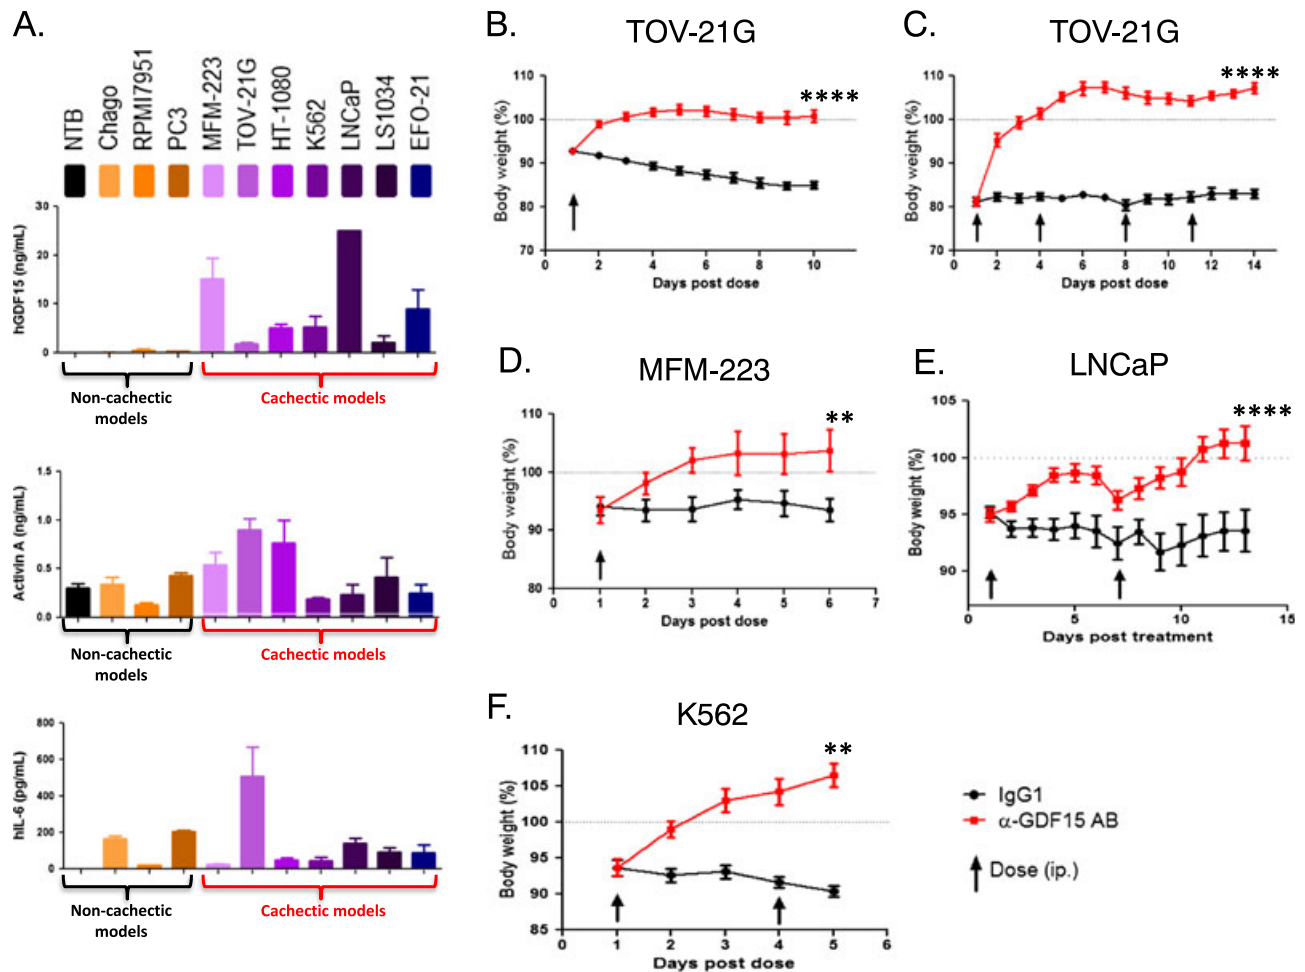 A.
NTB
Chago
RPMI7951
PC3
MFM-223
TOV-21G
HT-1080
K562
LNCaP
LS1034
EFO-21
hGDF15 (ng/mL)
30
20
10
0
Non-cachectic
models
Cachectic models
Activin A (ng/mL)
1.5
1.0
0.5
0.0
Non-cachectic
models
Cachectic models
hIL-6 (pg/mL)
800
600
400
200
0
Non-cachectic
models
Cachectic models
B.
TOV-21G
****
Body weight (%)
110
100
90
80
70
0 2 4 6 8 10
Days post dose
C.
TOV-21G
****
Body weight (%)
110
100
90
80
70
0 2 4 6 8 10 12 14
Days post dose
D.
MFM-223
**
Body weight (%)
110
100
90
80
0 1 2 3 4 5 6 7
Days post dose
E.
LNCaP
****
Body weight (%)
105
100
95
90
0 5 10 15
Days post treatment
F.
K562
**
Body weight (%)
110
105
100
95
90
85
0 1 2 3 4 5 6
Days post dose
IgG1
α-GDF15 AB
Dose (ip.)